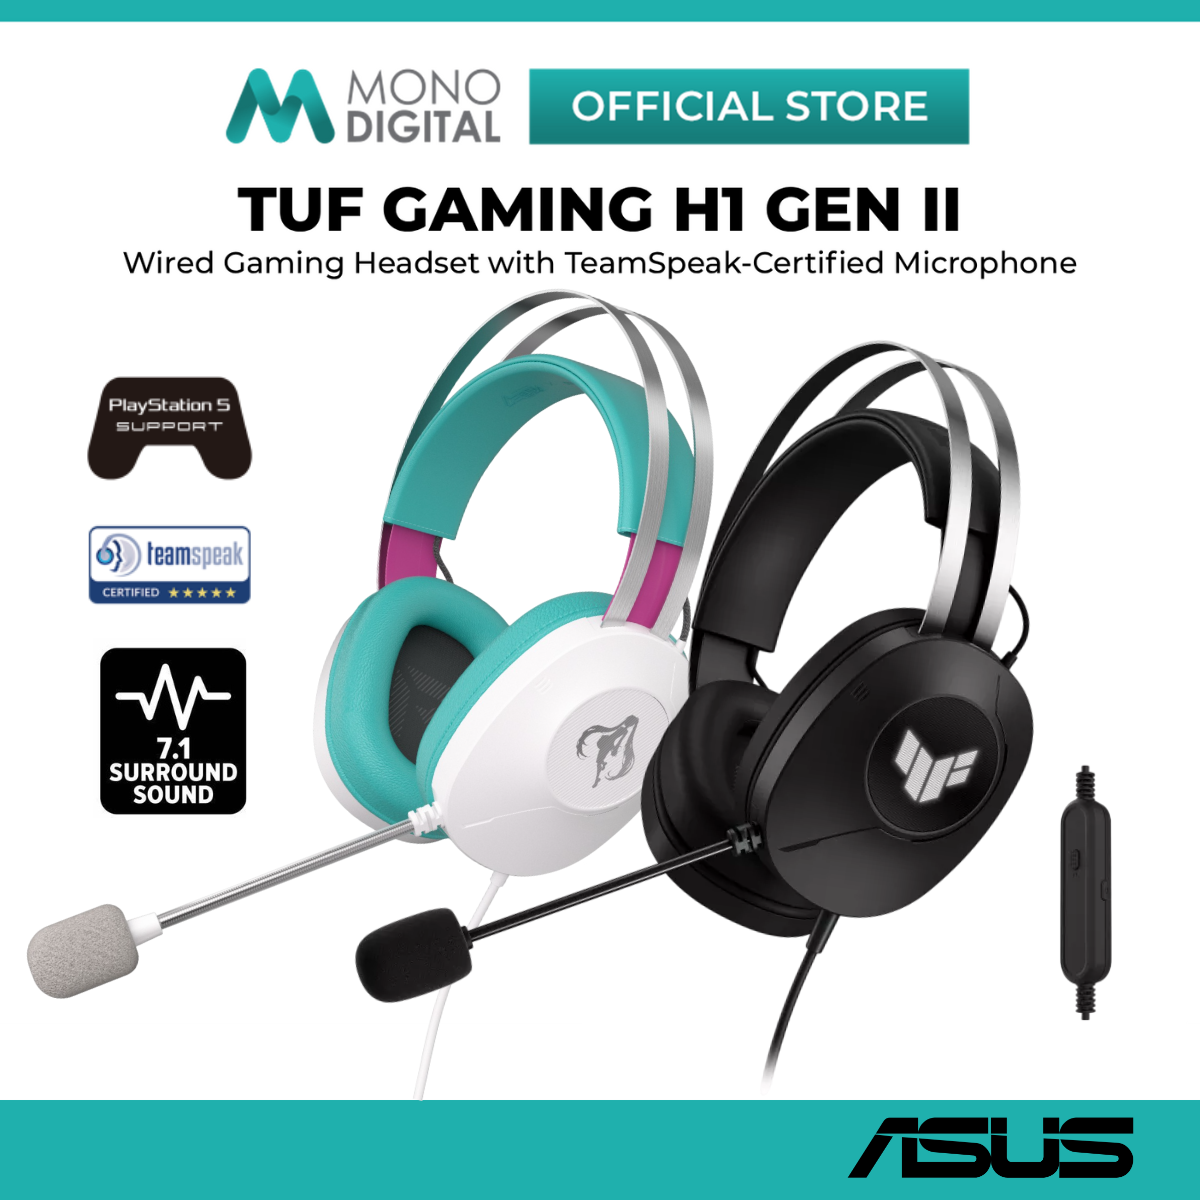 MONO
DIGITAL
OFFICIAL STORE
TUF GAMING H1 GEN II
Wired Gaming Headset with TeamSpeak-Certified Microphone
PlayStation 5
SUPPORT
teamspeak
CERTIFIED ★★★★★
7.1
SURROUND
SOUND
ASUS